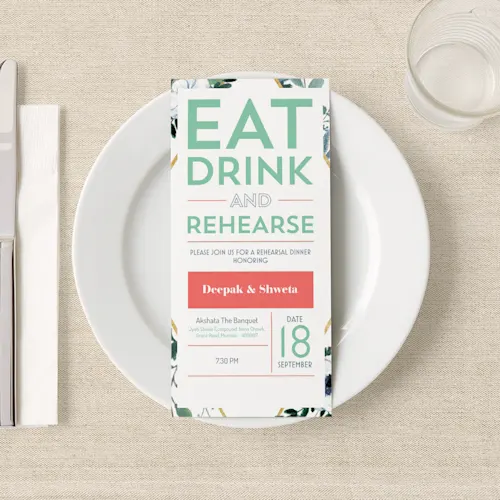 EAT
DRINK
AND
REHEARSE
PLEASE JOIN US FOR A REHEARSAL DINNER
HONORING
Deepak & Shweta
Akshata The Banquet
7:30 PM
DATE
18
SEPTEMBER